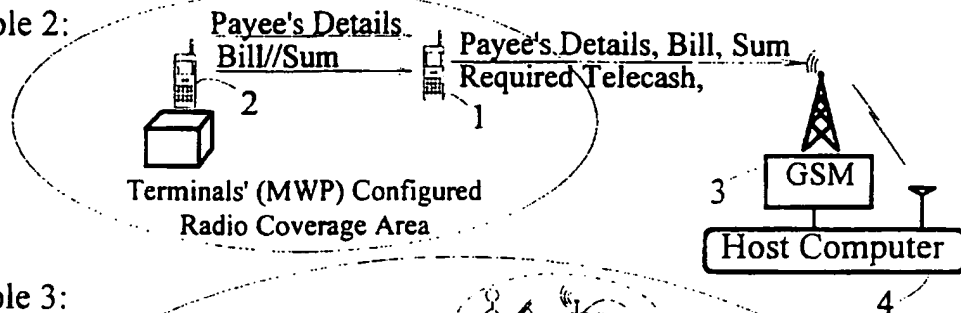 ple 2:
Payee's Details
Bill//Sum
Payee's Details, Bill, Sum
Required Telecash,
2
1
Terminals' (MWP) Configured
Radio Coverage Area
3
GSM
Host Computer
4
ple 3: